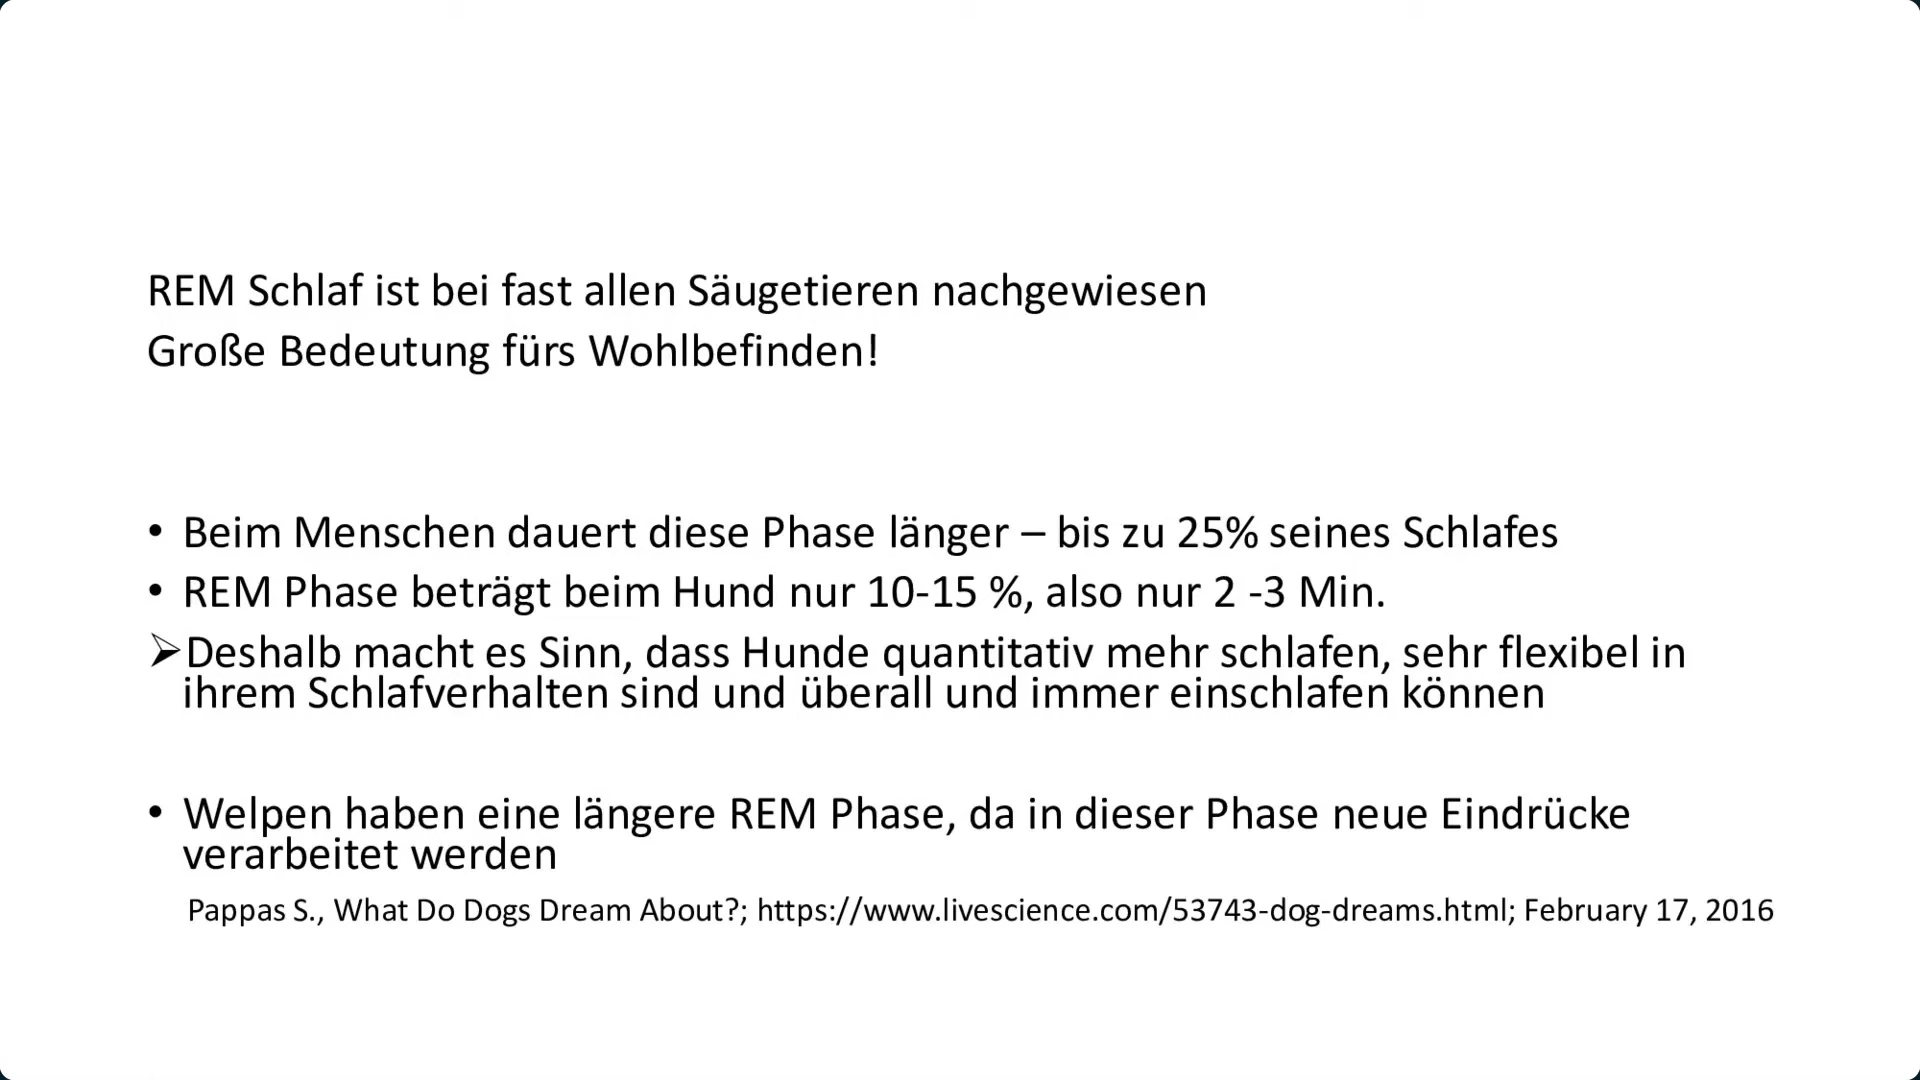 REM Schlaf ist bei fast allen Säugetieren nachgewiesen
Große Bedeutung fürs Wohlbefinden!
• Beim Menschen dauert diese Phase länger – bis zu 25% seines Schlafes
• REM Phase beträgt beim Hund nur 10-15 %, also nur 2 -3 Min.
➢Deshalb macht es Sinn, dass Hunde quantitativ mehr schlafen, sehr flexibel in
ihrem Schlafverhalten sind und überall und immer einschlafen können
• Welpen haben eine längere REM Phase, da in dieser Phase neue Eindrücke
verarbeitet werden
Pappas S., What Do Dogs Dream About?; https://www.livescience.com/53743-dog-dreams.html; February 17, 2016